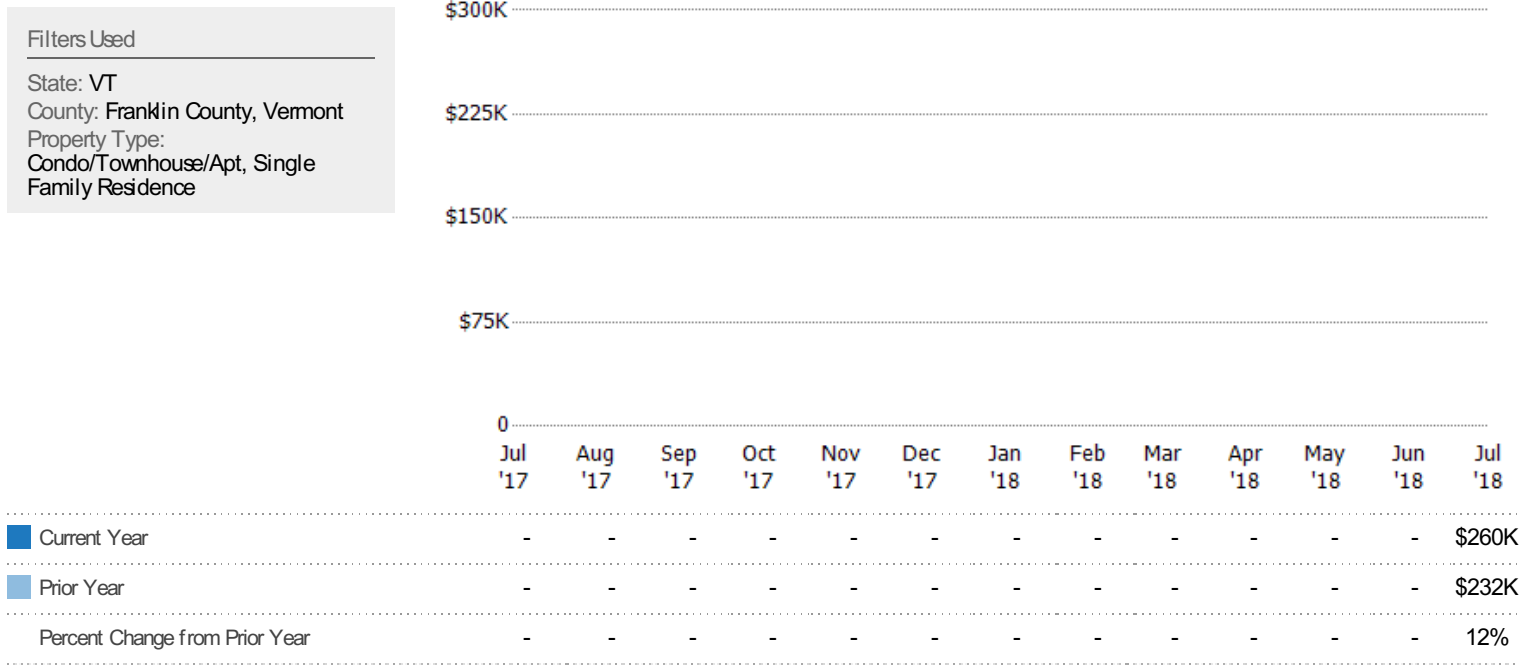 Filters Used
State: VT
County: Franklin County, Vermont
Property Type:
Condo/Townhouse/Apt, Single
Family Residence
$300K
$225K
$150K
$75K
0
Jul Aug Sep Oct Nov Dec Jan Feb Mar Apr May Jun Jul
'17 '17 '17 '17 '17 '17 '18 '18 '18 '18 '18 '18 '18
Current Year - - - - - - - - - - - - $260K
Prior Year - - - - - - - - - - - - $232K
Percent Change from Prior Year - - - - - - - - - - - - 12%